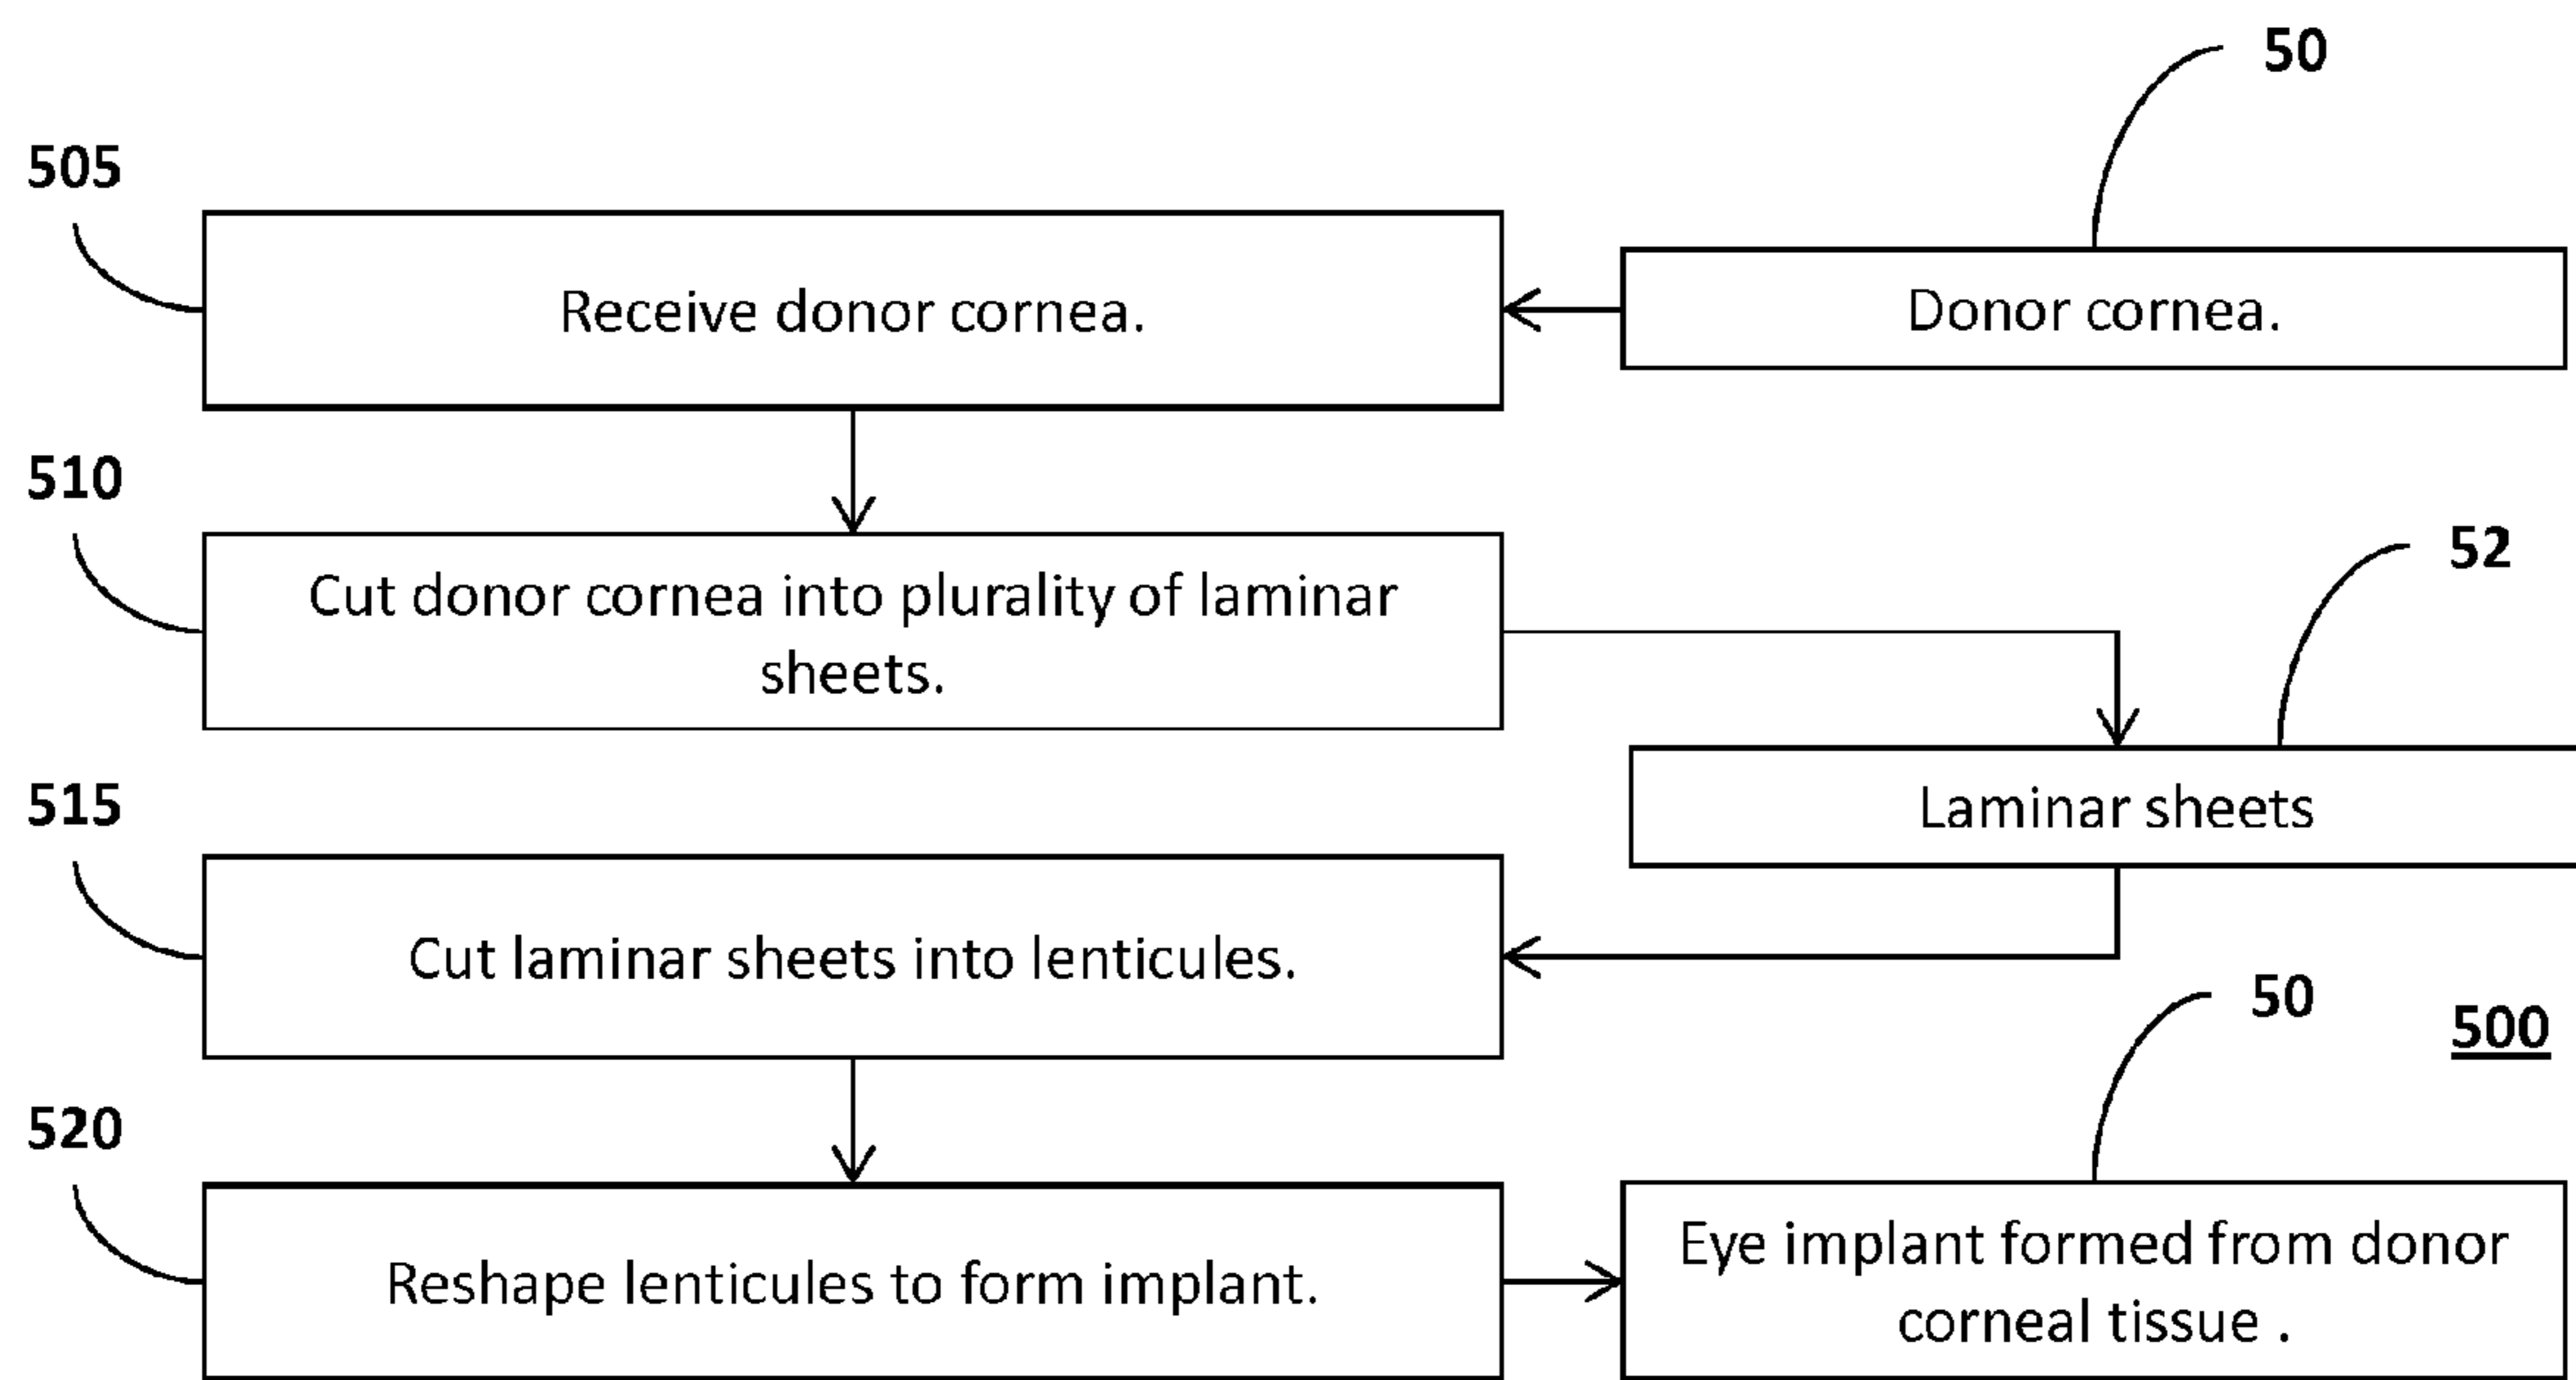 50
505
Receive donor cornea.
Donor cornea.
510
Cut donor cornea into plurality of laminar
sheets.
52
Laminar sheets
515
Cut laminar sheets into lenticules.
50
500
520
Reshape lenticules to form implant.
Eye implant formed from donor
corneal tissue .